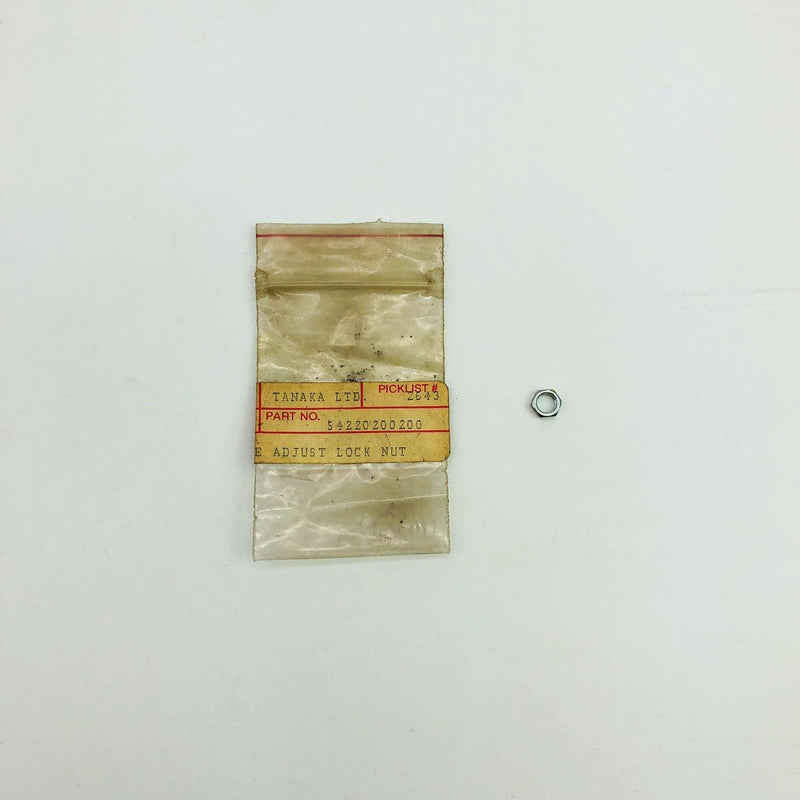 TANAKA LTD. PICKLIST # 2643
PART NO. 54220200200
E ADJUST LOCK NUT